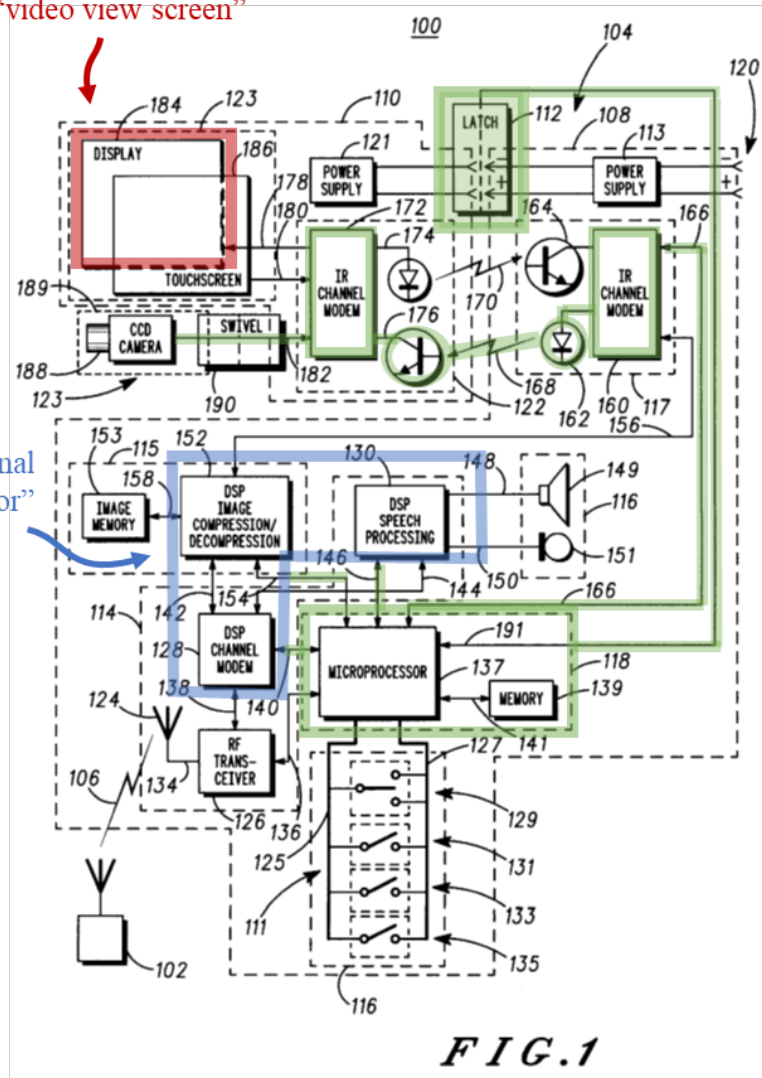 “video view screen”
100
104
120
184
123
110
LATCH
112
108
DISPLAY
186
121
113
178
POWER
SUPPLY
POWER
SUPPLY
−
−
+
+
180
172
164
166
174
TOUCHSCREEN
IR
CHANNEL
MODEM
170
IR
CHANNEL
MODEM
189
CCD
CAMERA
SWIVEL
176
188
182
168
123
190
122
162
160
117
156
153
115
152
130
148
149
nal
or”
158
IMAGE
MEMORY
DSP
IMAGE
COMPRESSION/
DECOMPRESSION
DSP
SPEECH
PROCESSING
116
146
150
151
142
154
144
166
114
DSP
CHANNEL
MODEM
128
191
118
MICROPROCESSOR
137
MEMORY
139
138
140
141
124
127
RF
TRANS-
CEIVER
134
106
126
136
129
125
131
133
111
135
102
116
FIG.1